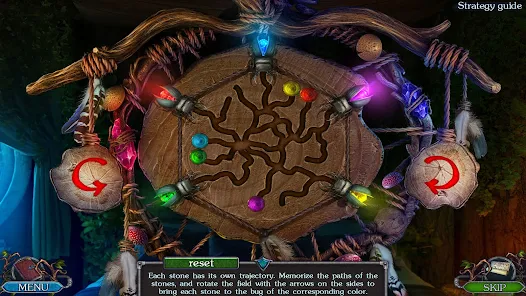 Strategy guide
reset
Each stone has its own trajectory. Memorize the paths of the
stones, and rotate the field with the arrows on the sides to
bring each stone to the bug of the corresponding color.
MENU
SKIP